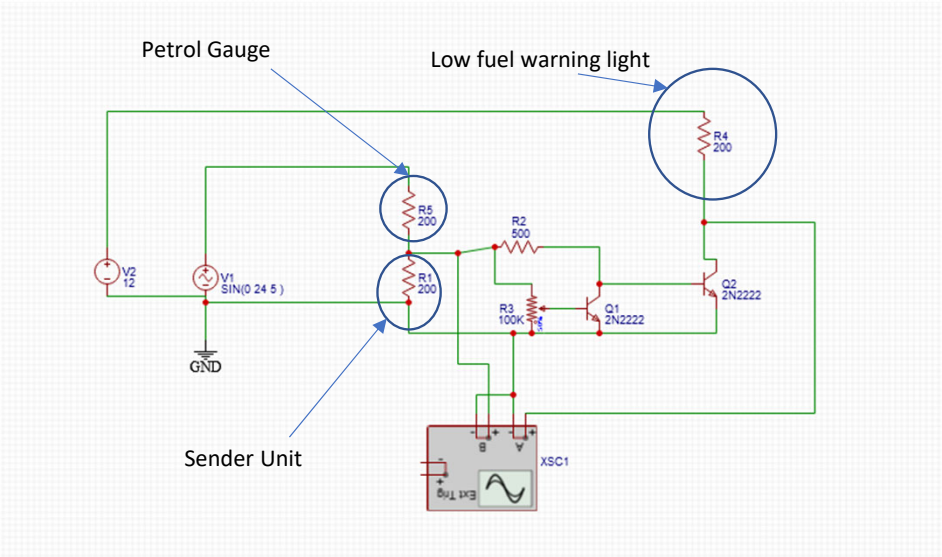 Petrol Gauge
Low fuel warning light
R4
200
R5
200
R2
500
V2
12
V1
SIN(0 24 5 )
R1
200
Q2
2N2222
R3
100K
Q1
2N2222
GND
- + - +
B A
XSC1
-
+
Ext Trig
Sender Unit